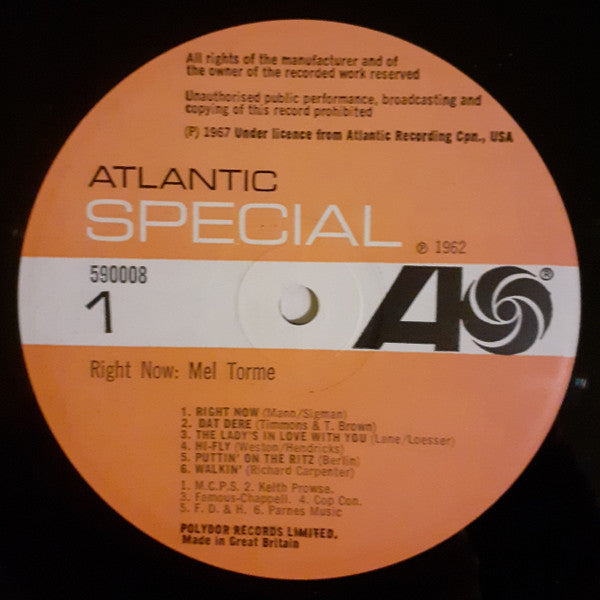 All rights of the manufacturer and of
the owner of the recorded work reserved
Unauthorised public performance, broadcasting and
copying of this record prohibited
(P) 1967 Under licence from Atlantic Recording Cpn., USA
ATLANTIC
SPECIAL
℗ 1962
590008
1
A ®
Right Now: Mel Torme
1. RIGHT NOW (Mann/Sigman)
2. DAT DERE (Timmons & T. Brown)
3. THE LADY'S IN LOVE WITH YOU (Lane/Loesser)
4. HI-FLY (Weston/Hendricks)
5. PUTTIN' ON THE RITZ (Berlin)
6. WALKIN' (Richard Carpenter)
1. M.C.P.S. 2. Keith Prowse.
3. Famous-Chappell. 4. Cop Con.
5. F. D. & H. 6. Parnes Music
POLYDOR RECORDS LIMITED.
Made in Great Britain